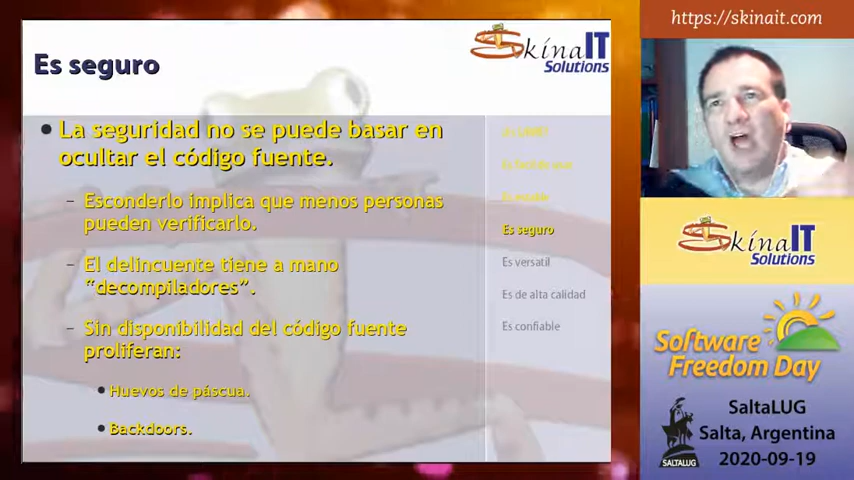 Es seguro
SkínaIT
Solutions
La seguridad no se puede basar en
ocultar el código fuente.
– Esconderlo implica que menos personas
pueden verificarlo.
– El delincuente tiene a mano
“decompiladores”.
– Sin disponibilidad del código fuente
proliferan:
Huevos de páscua.
Backdoors.
Es seguro
Es versatil
Es de alta calidad
Es confiable
https://skinait.com
SkínaIT
Solutions
Software
Freedom Day
SaltaLUG
Salta, Argentina
2020-09-19
SALTALUG